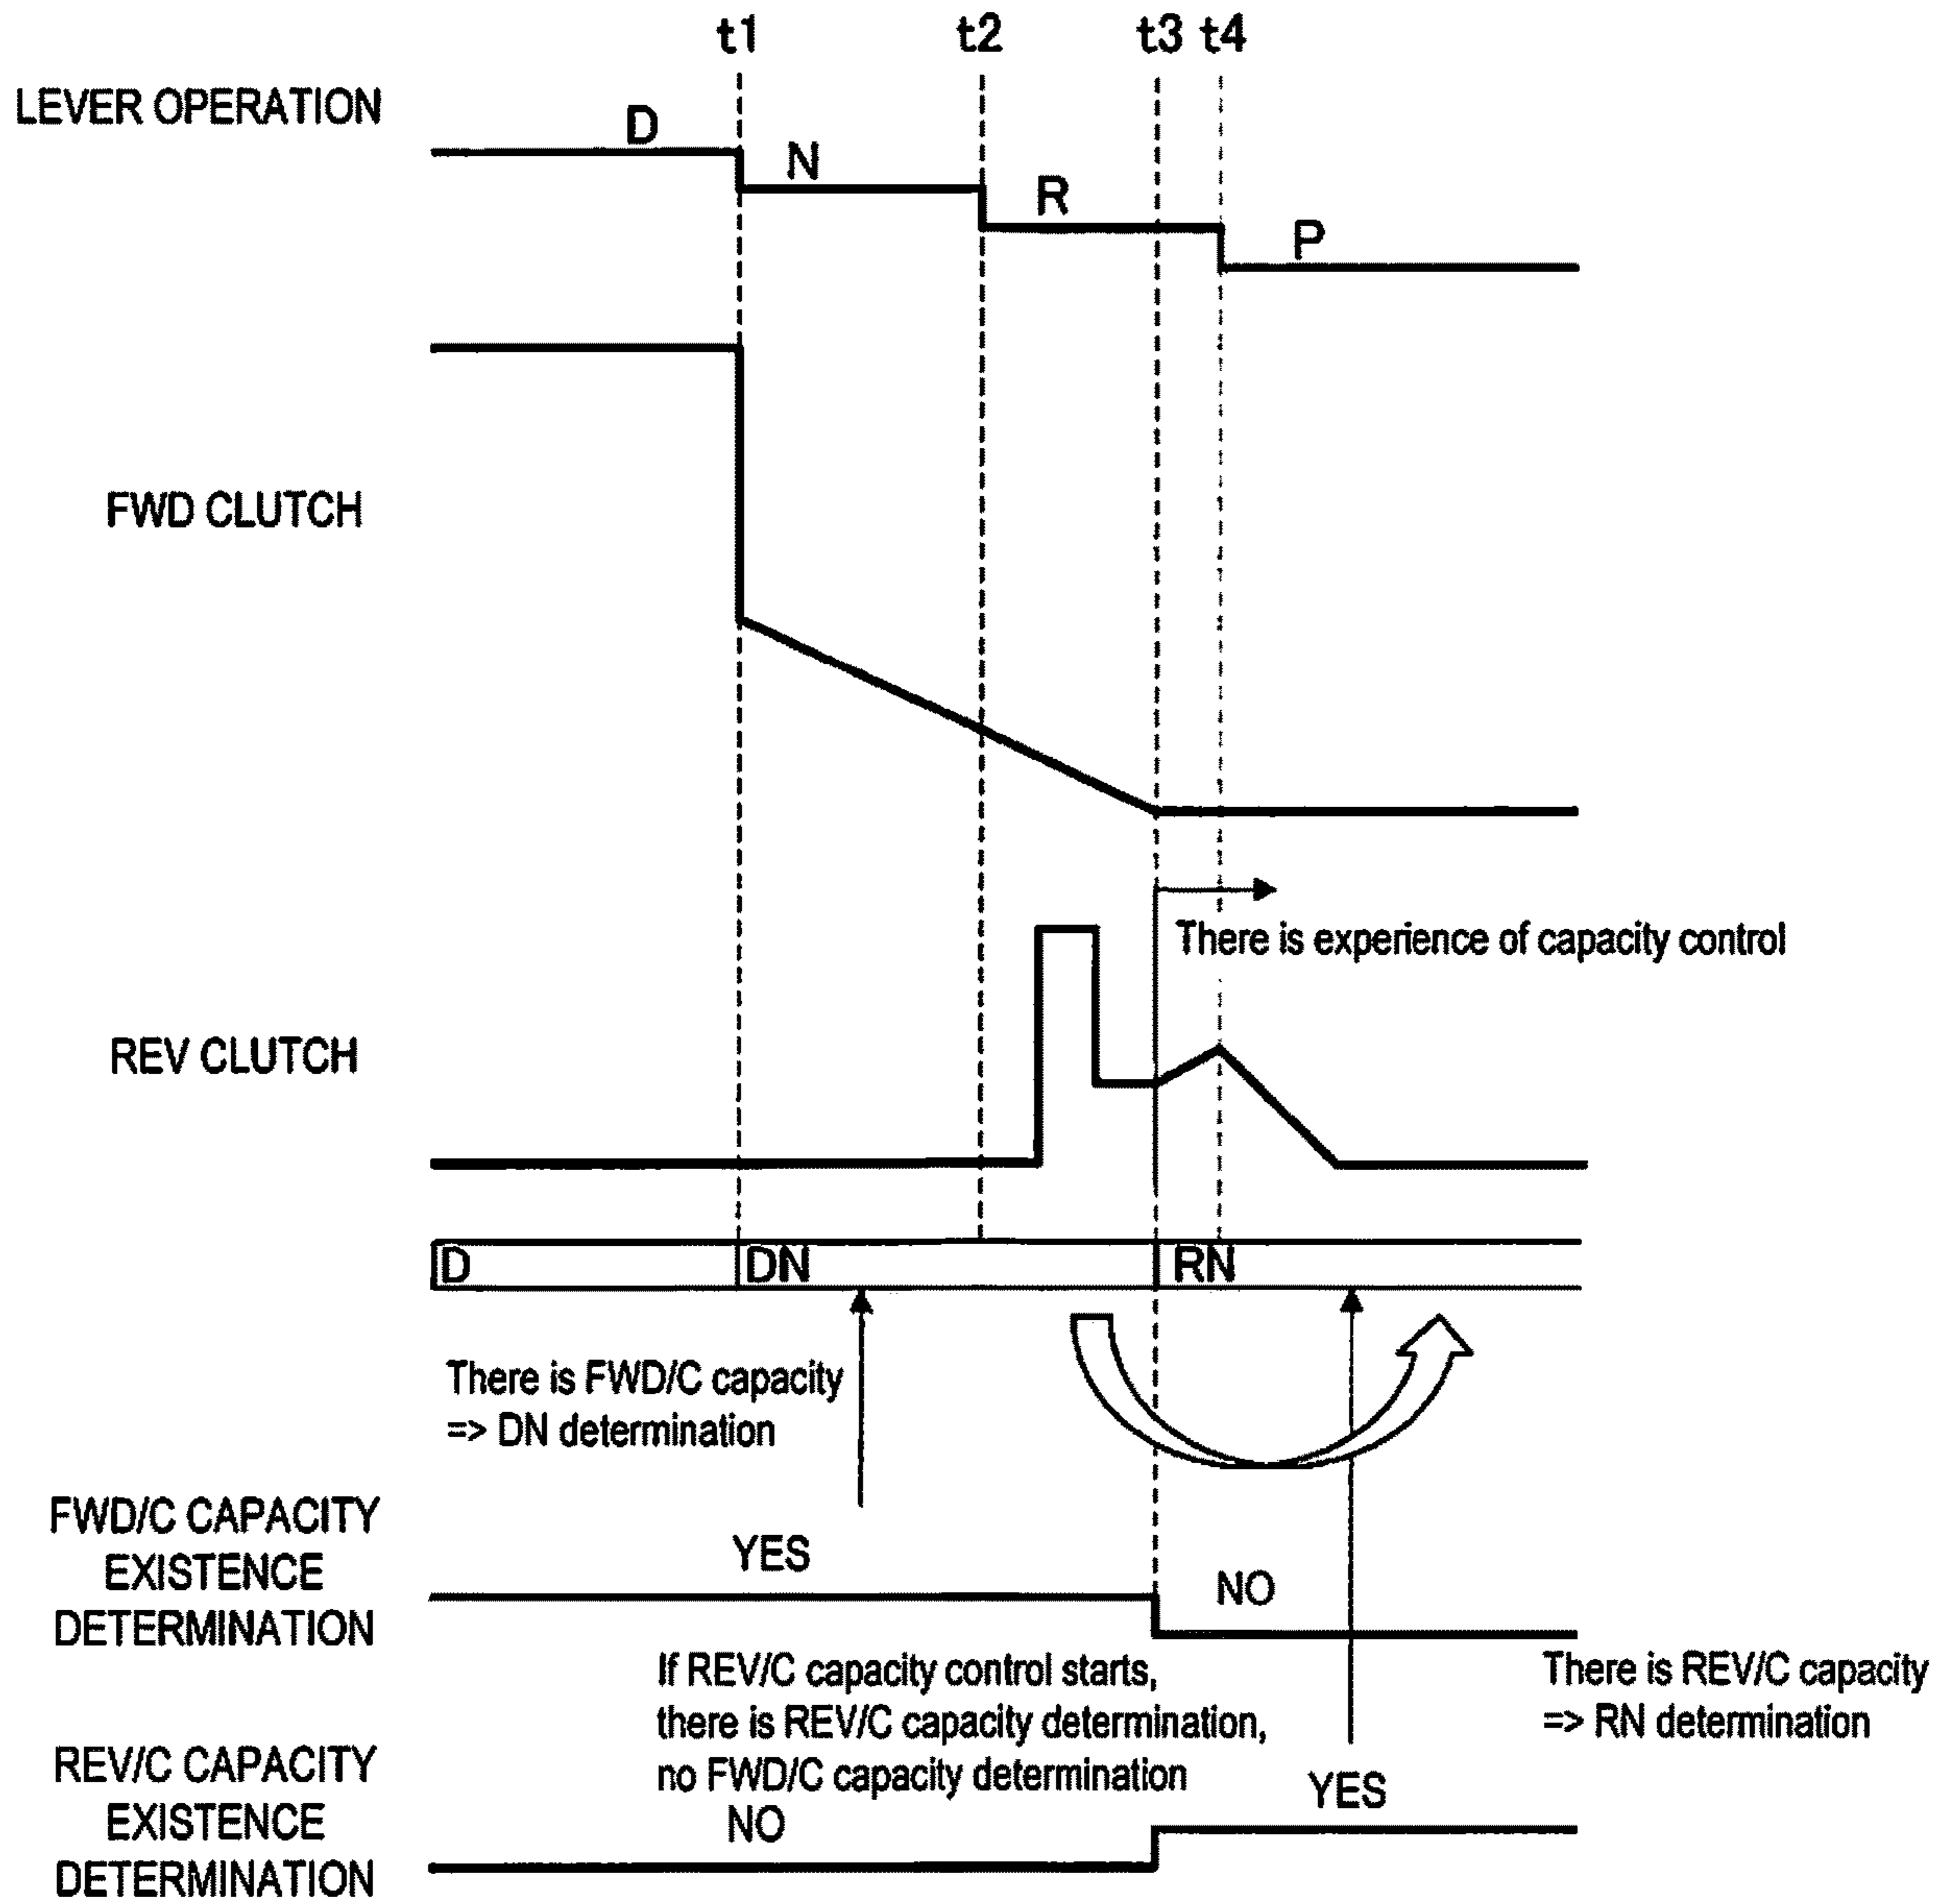 t1 t2 t3 t4
LEVER OPERATION
D
N
R
P
FWD CLUTCH
There is experience of capacity control
REV CLUTCH
D DN RN
There is FWD/C capacity
=> DN determination
FWD/C CAPACITY
EXISTENCE
DETERMINATION
YES
NO
If REV/C capacity control starts,
there is REV/C capacity determination,
no FWD/C capacity determination
There is REV/C capacity
=> RN determination
REV/C CAPACITY
EXISTENCE
DETERMINATION
NO
YES